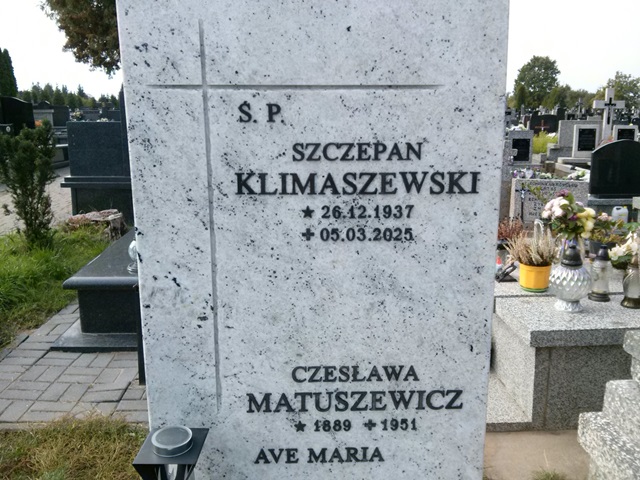 Ś. P.
SZCZEPAN
KLIMASZEWSKI
★ 26.12.1937
✚ 05.03.2025
CZESŁAWA
MATUSZEWICZ
★ 1889 ✚ 1951
AVE MARIA